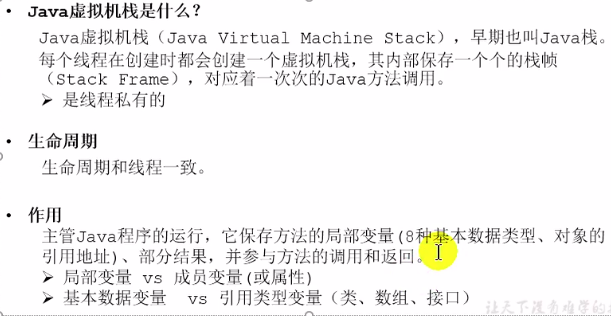 • Java虚拟机栈是什么？
Java虚拟机栈（Java Virtual Machine Stack），早期也叫Java栈。
每个线程在创建时都会创建一个虚拟机栈，其内部保存一个个的栈帧
（Stack Frame），对应着一次次的Java方法调用。
➢ 是线程私有的
• 生命周期
生命周期和线程一致。
• 作用
主管Java程序的运行，它保存方法的局部变量(8种基本数据类型、对象的
引用地址)、部分结果，并参与方法的调用和返回。
➢ 局部变量 vs 成员变量(或属性)
➢ 基本数据变量 vs 引用类型变量（类、数组、接口）
让天下没有难学的